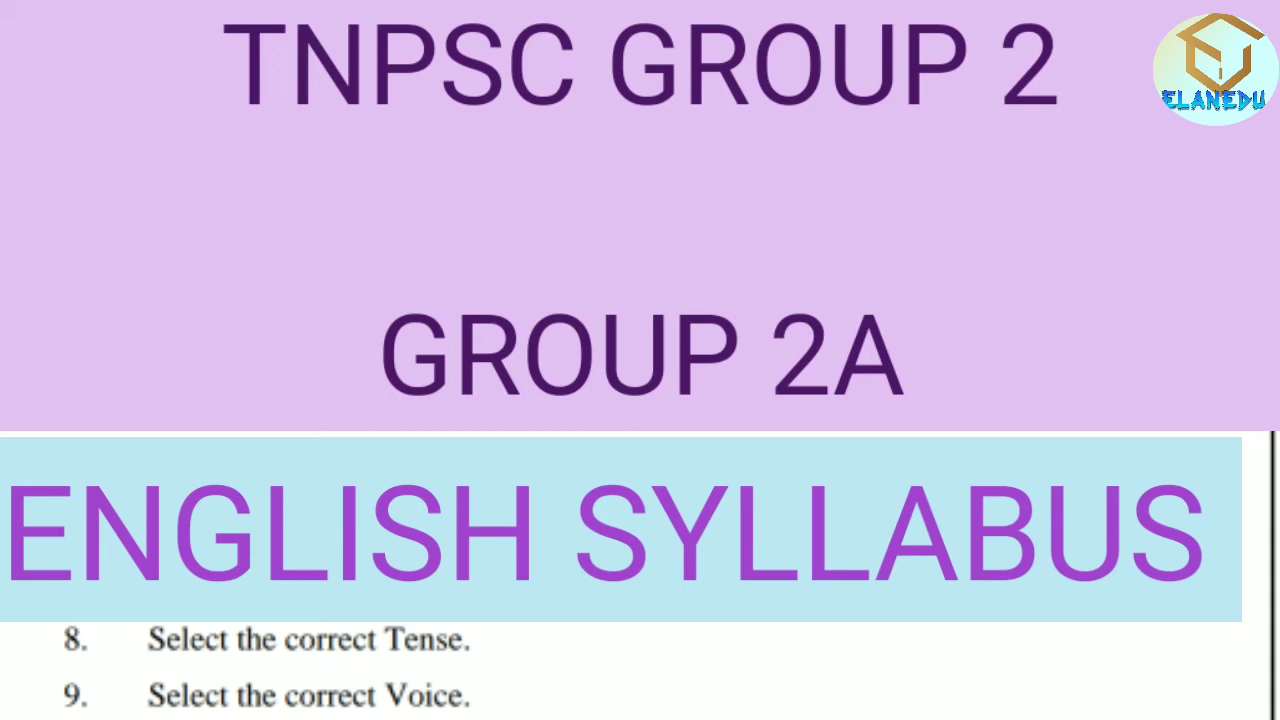 TNPSC GROUP 2
ELANEDU
GROUP 2A
ENGLISH SYLLABUS
8. Select the correct Tense.
9. Select the correct Voice.